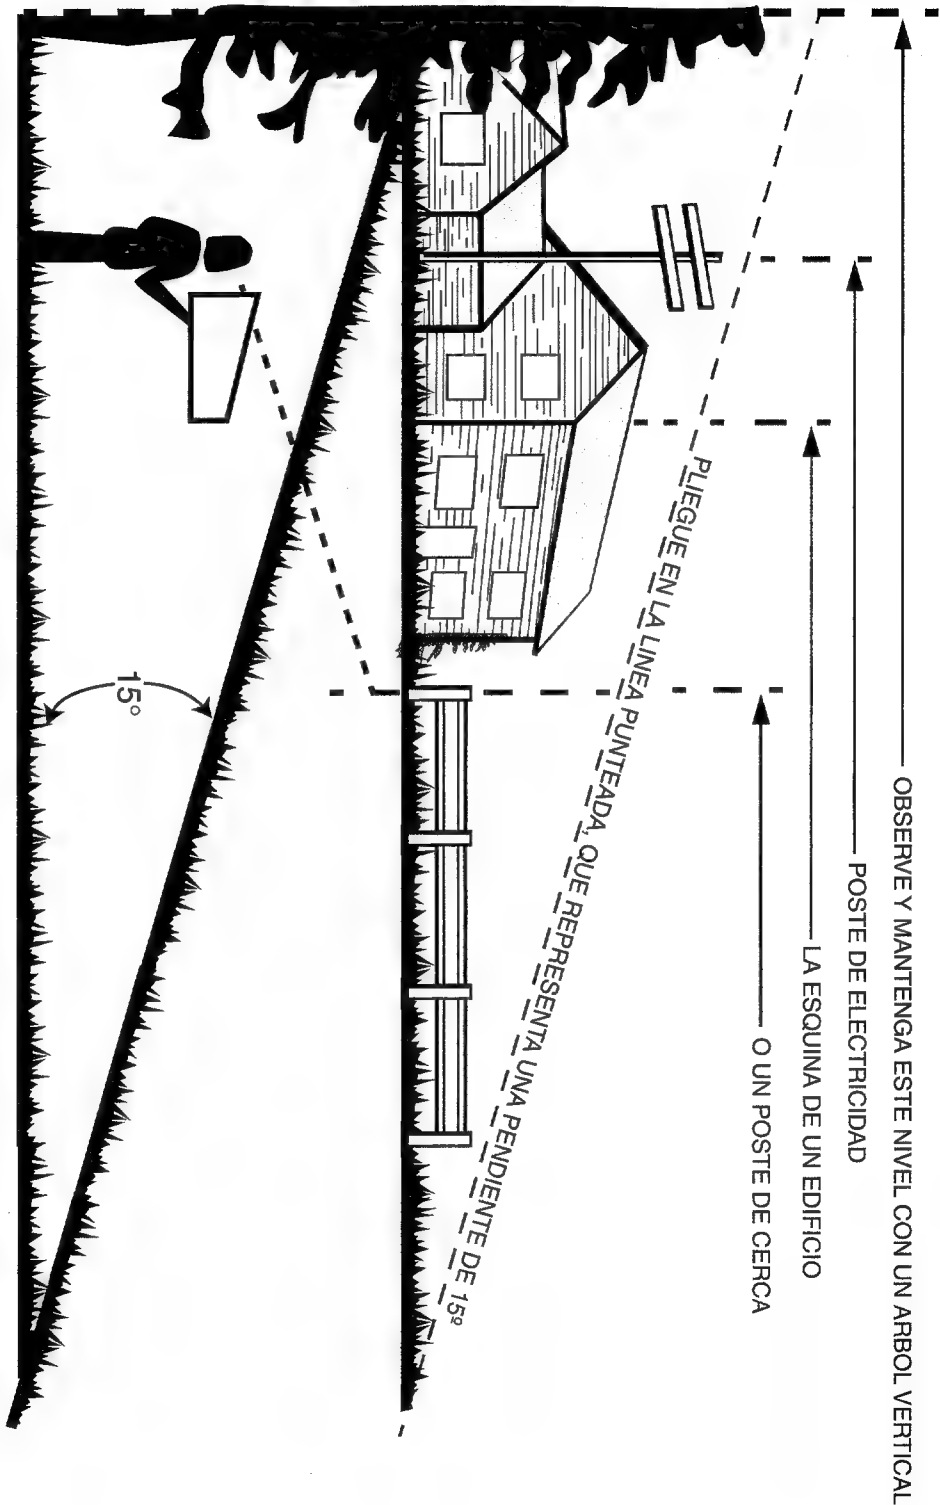 OBSERVE Y MANTENGA ESTE NIVEL CON UN ARBOL VERTICAL
POSTE DE ELECTRICIDAD
LA ESQUINA DE UN EDIFICIO
O UN POSTE DE CERCA
PLIEGUE EN LA LINEA PUNTEADA, QUE REPRESENTA UNA PENDIENTE DE 15º
15°